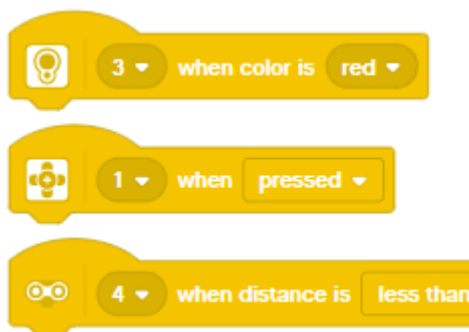 3 when color is red
1 when pressed
4 when distance is less than